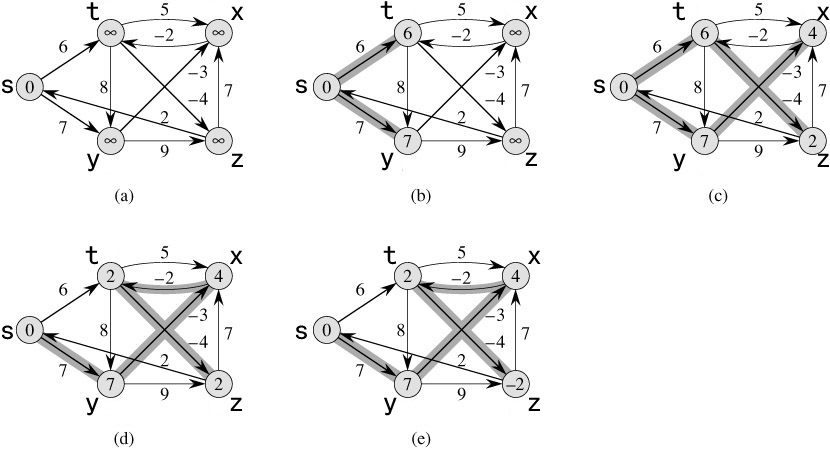 t 5 x
∞ −2 ∞
6
s 0 8 −3 7
−4
7 2
∞ 9 ∞
y z
(a)
t 5 x
6 −2 ∞
6
s 0 8 −3 7
−4
7 2
7 9 ∞
y z
(b)
t 5 x
6 −2 4
6
s 0 8 −3 7
−4
7 2
7 9 2
y z
(c)
t 5 x
2 −2 4
6
s 0 8 −3 7
−4
7 2
7 9 2
y z
(d)
t 5 x
2 −2 4
6
s 0 8 −3 7
−4
7 2
7 9 −2
y z
(e)